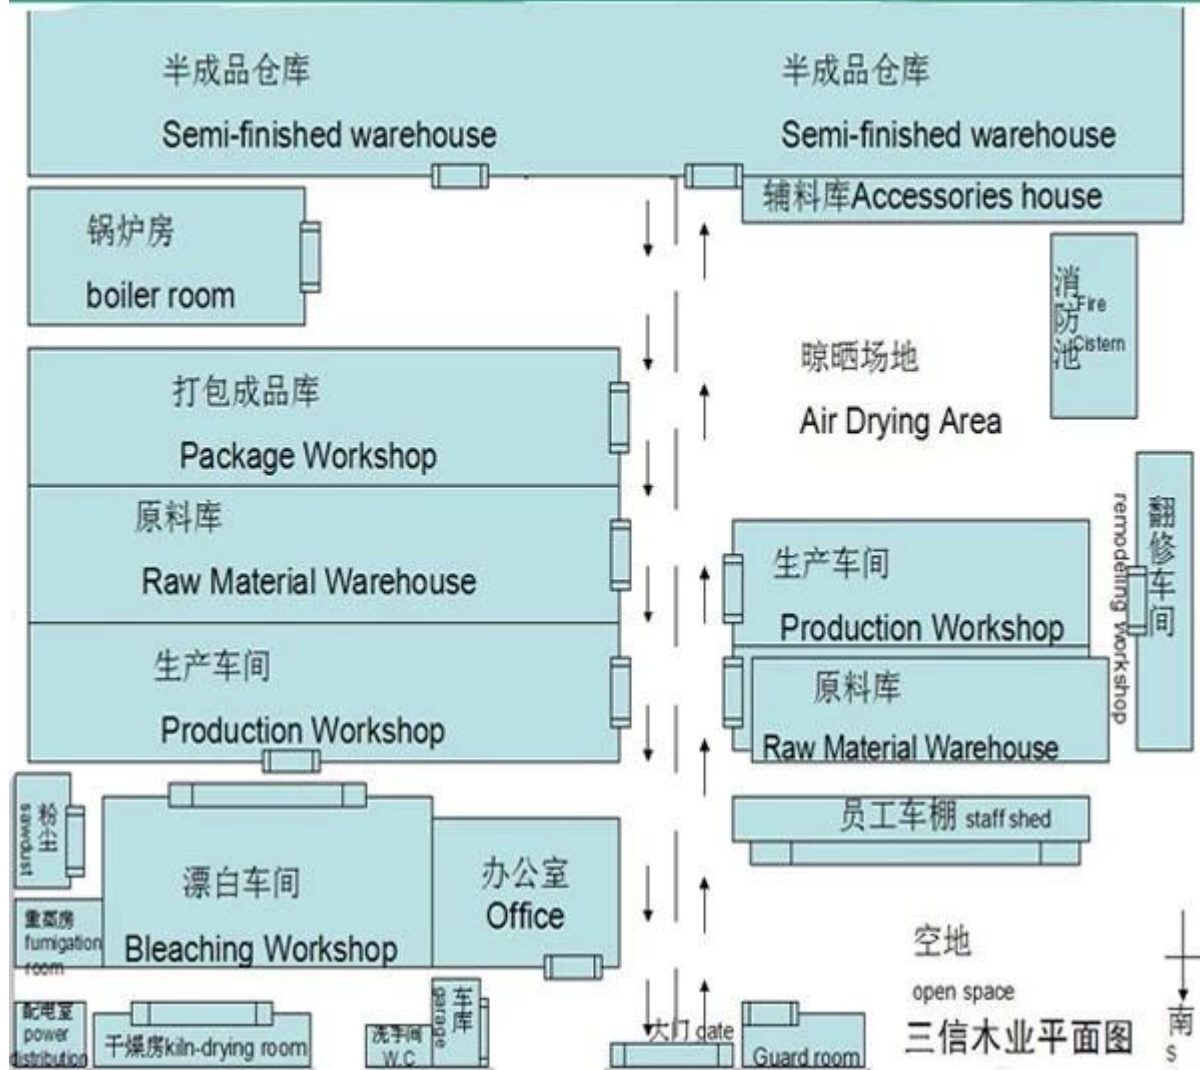 半成品仓库
Semi-finished warehouse
半成品仓库
Semi-finished warehouse
辅料库Accessories house
锅炉房
boiler room
消防池
Fire
Cistern
晾晒场地
Air Drying Area
打包成品库
Package Workshop
原料库
Raw Material Warehouse
生产车间
Production Workshop
生产车间
Production Workshop
原料库
Raw Material Warehouse
remodeling workshop
翻修车间
粉尘
sawdust
漂白车间
Bleaching Workshop
办公室
Office
员工车棚 staff shed
重蒸房
fumigation
room
配电室
power
distribution
干燥房kiln-drying room
洗手间
W.C
车库
garage
大门 gate
Guard room
空地
open space
三信木业平面图
南
S